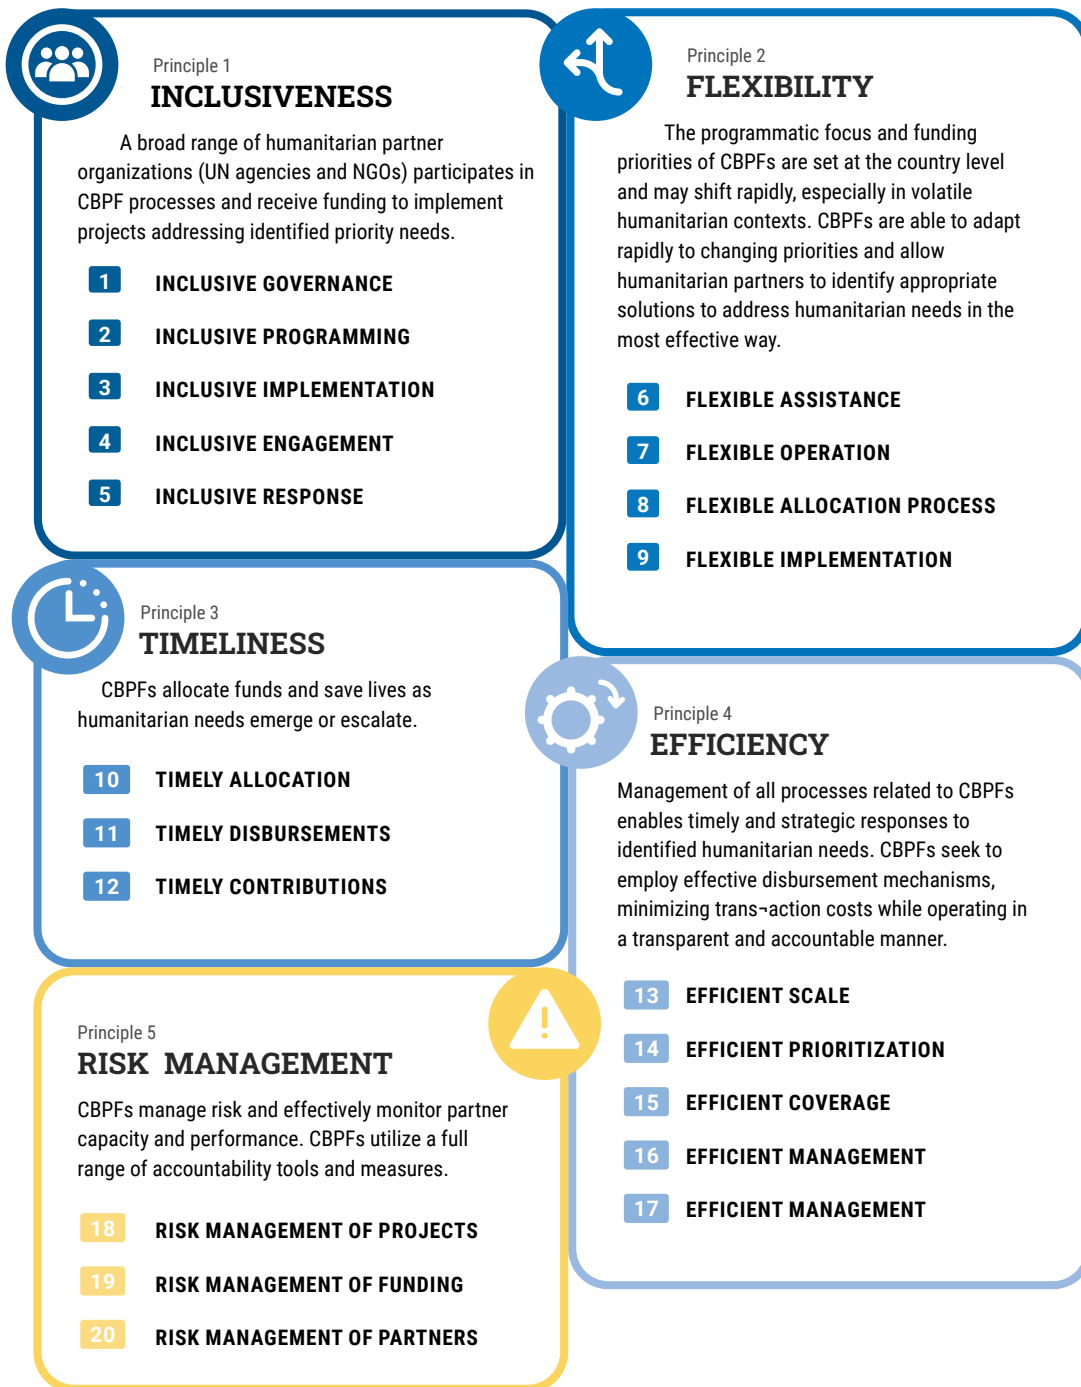 Principle 1
INCLUSIVENESS
A broad range of humanitarian partner
organizations (UN agencies and NGOs) participates in
CBPF processes and receive funding to implement
projects addressing identified priority needs.
1 INCLUSIVE GOVERNANCE
2 INCLUSIVE PROGRAMMING
3 INCLUSIVE IMPLEMENTATION
4 INCLUSIVE ENGAGEMENT
5 INCLUSIVE RESPONSE
Principle 2
FLEXIBILITY
The programmatic focus and funding
priorities of CBPFs are set at the country level
and may shift rapidly, especially in volatile
humanitarian contexts. CBPFs are able to adapt
rapidly to changing priorities and allow
humanitarian partners to identify appropriate
solutions to address humanitarian needs in the
most effective way.
6 FLEXIBLE ASSISTANCE
7 FLEXIBLE OPERATION
8 FLEXIBLE ALLOCATION PROCESS
9 FLEXIBLE IMPLEMENTATION
Principle 3
TIMELINESS
CBPFs allocate funds and save lives as
humanitarian needs emerge or escalate.
10 TIMELY ALLOCATION
11 TIMELY DISBURSEMENTS
12 TIMELY CONTRIBUTIONS
Principle 4
EFFICIENCY
Management of all processes related to CBPFs
enables timely and strategic responses to
identified humanitarian needs. CBPFs seek to
employ effective disbursement mechanisms,
minimizing trans¬action costs while operating in
a transparent and accountable manner.
13 EFFICIENT SCALE
14 EFFICIENT PRIORITIZATION
15 EFFICIENT COVERAGE
16 EFFICIENT MANAGEMENT
17 EFFICIENT MANAGEMENT
Principle 5
RISK MANAGEMENT
CBPFs manage risk and effectively monitor partner
capacity and performance. CBPFs utilize a full
range of accountability tools and measures.
18 RISK MANAGEMENT OF PROJECTS
19 RISK MANAGEMENT OF FUNDING
20 RISK MANAGEMENT OF PARTNERS